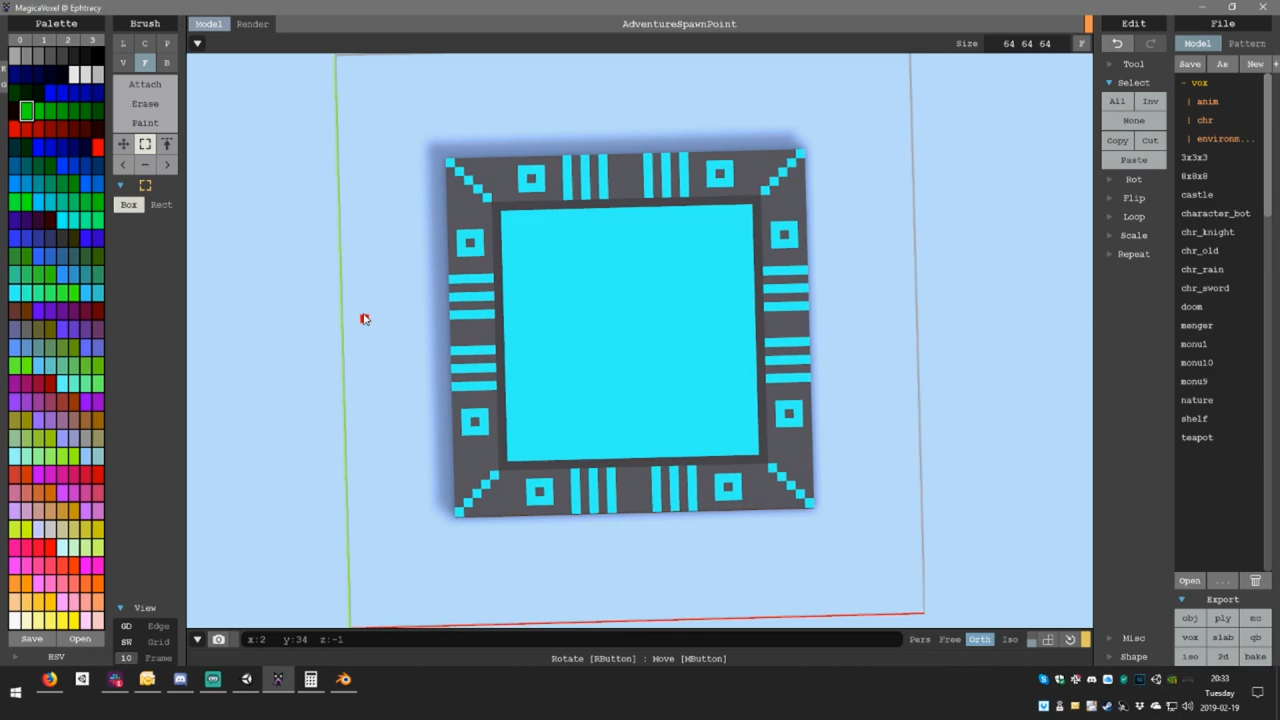 MagicaVoxel @ Ephtracy
Palette
Brush
Model
Render
AdventureSpawnPoint
Edit
File
0 1 2 3
L C P
V F B
Size 64 64 64 F
Model Pattern
Tool
Save As New +
Attach
Erase
Paint
Select
All Inv
None
Copy Cut
Paste
Rot
Flip
Loop
Scale
Repeat
- vox
| anim
| chr
| environm...
3x3x3
8x8x8
castle
character_bot
chr_knight
chr_old
chr_rain
chr_sword
doom
menger
monu1
monu10
monu9
nature
shelf
teapot
Box Rect
View
GD Edge
SW Grid
10 Frame
Open ...
Export
obj ply mc
vox slab qb
iso 2d bake
Save Open
HSV
x:2 y:34 z:-1
Pers Free Orth Iso
Misc
Shape
Rotate [RButton] : Move [MButton]
20:33
Tuesday
2019-02-19